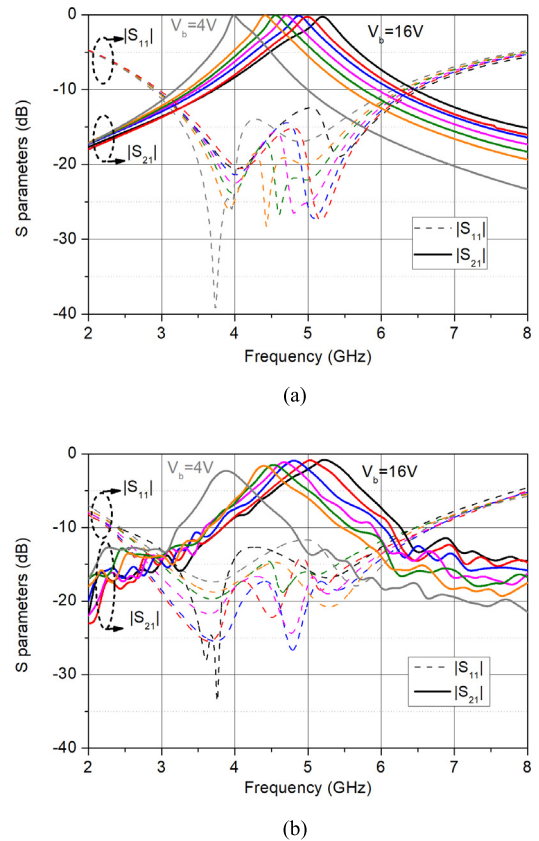 0
-10
-20
-30
-40
S parameters (dB)
|S11|
|S21|
Vb=4V
Vb=16V
|S11|
|S21|
2 3 4 5 6 7 8
Frequency (GHz)
(a)
0
-10
-20
-30
-40
S parameters (dB)
|S11|
|S21|
Vb=4V
Vb=16V
|S11|
|S21|
2 3 4 5 6 7 8
Frequency (GHz)
(b)